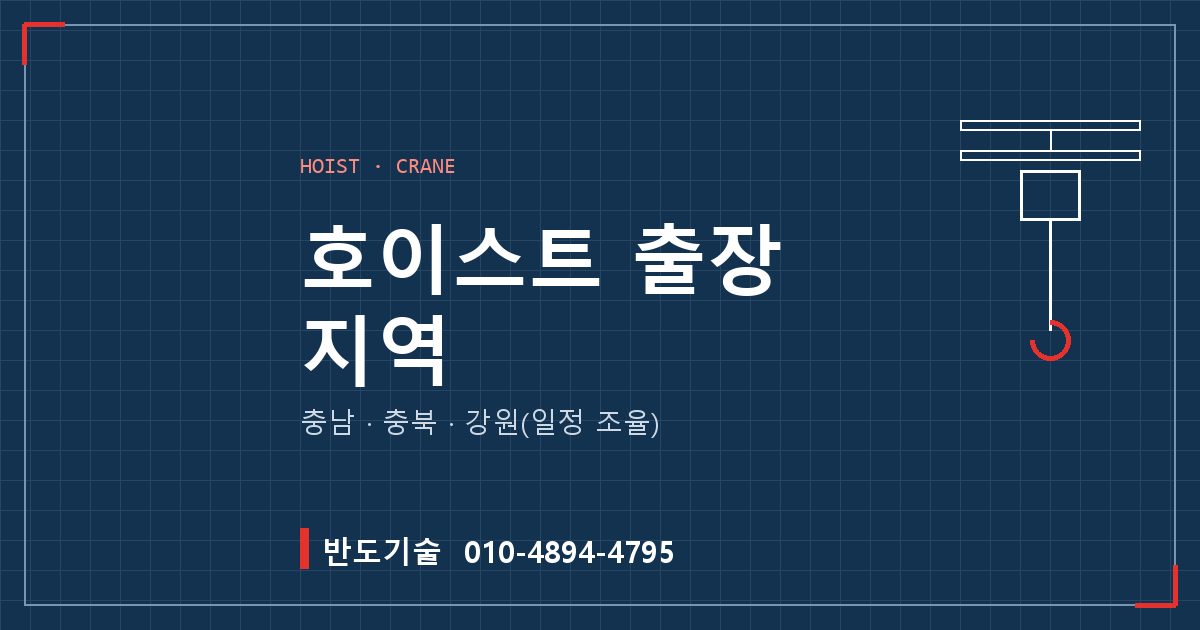 HOIST · CRANE
호이스트 출장
지역
충남 · 충북 · 강원(일정 조율)
반도기술 010-4894-4795